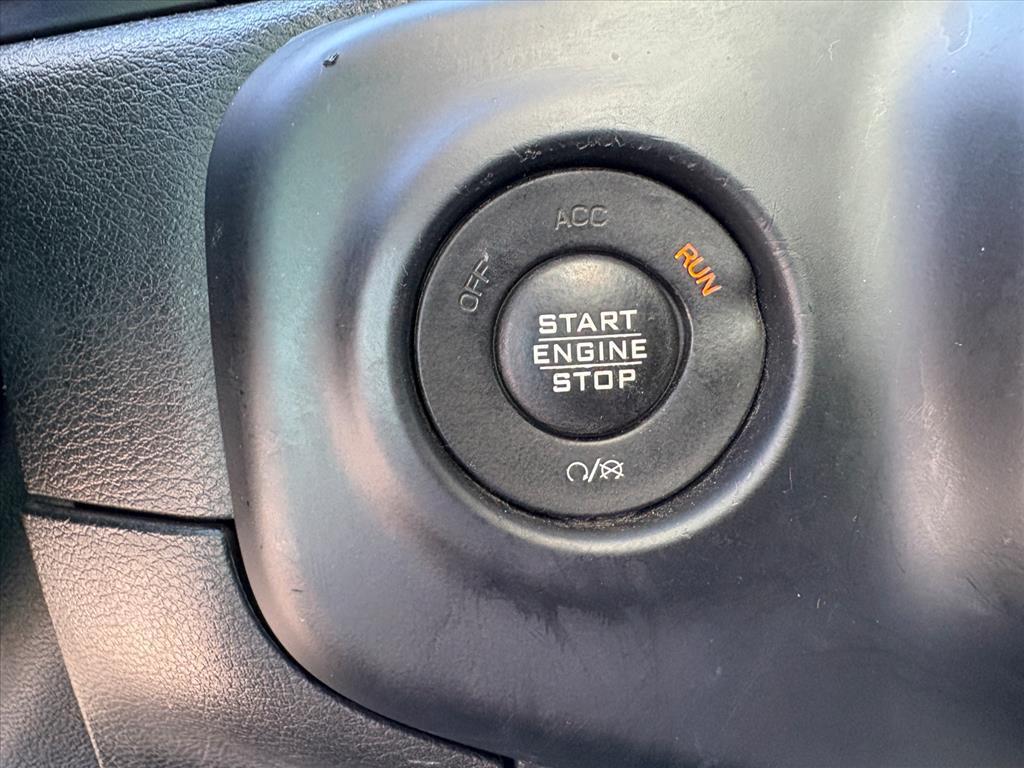 ACC
OFF
RUN
START
ENGINE
STOP